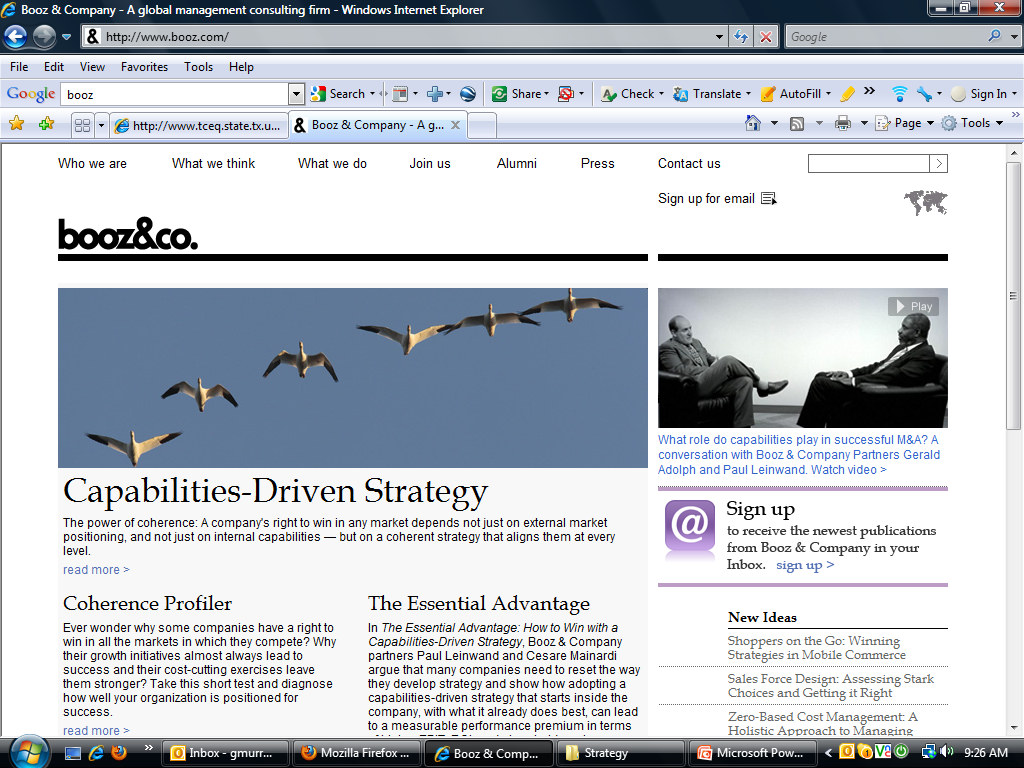 Booz & Company - A global management consulting firm - Windows Internet Explorer
http://www.booz.com/
Google
File Edit View Favorites Tools Help
Google booz Search Share Check Translate AutoFill Sign In
http://www.tceq.state.tx.u... Booz & Company - A g... Page Tools
Who we are What we think What we do Join us Alumni Press Contact us
Sign up for email
booz&co.
Play
What role do capabilities play in successful M&A? A
conversation with Booz & Company Partners Gerald
Adolph and Paul Leinwand. Watch video >
Capabilities-Driven Strategy
The power of coherence: A company's right to win in any market depends not just on external market
positioning, and not just on internal capabilities — but on a coherent strategy that aligns them at every
level.
read more >
@
Sign up
to receive the newest publications
from Booz & Company in your
Inbox. sign up >
Coherence Profiler
Ever wonder why some companies have a right to
win in all the markets in which they compete? Why
their growth initiatives almost always lead to
success and their cost-cutting exercises leave
them stronger? Take this short test and diagnose
how well your organization is positioned for
success.
read more >
The Essential Advantage
In The Essential Advantage: How to Win with a
Capabilities-Driven Strategy, Booz & Company
partners Paul Leinwand and Cesare Mainardi
argue that many companies need to reset the way
they develop strategy and show how adopting a
capabilities-driven strategy that starts inside the
company, with what it already does best, can lead
to a measurable performance premium in terms
New Ideas
Shoppers on the Go: Winning
Strategies in Mobile Commerce
Sales Force Design: Assessing Stark
Choices and Getting it Right
Zero-Based Cost Management: A
Holistic Approach to Managing
Inbox - gmurr... Mozilla Firefox ... Booz & Comp... Strategy Microsoft Pow... 9:26 AM